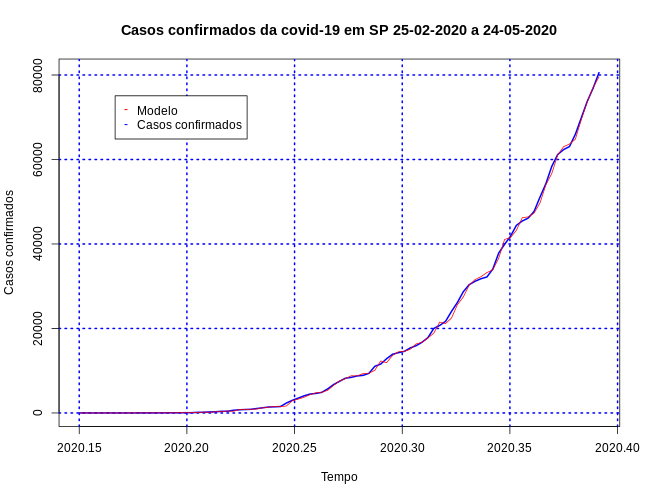 Casos confirmados da covid-19 em SP 25-02-2020 a 24-05-2020
80000
60000
40000
20000
0
Casos confirmados
Modelo
Casos confirmados
2020.15 2020.20 2020.25 2020.30 2020.35 2020.40
Tempo